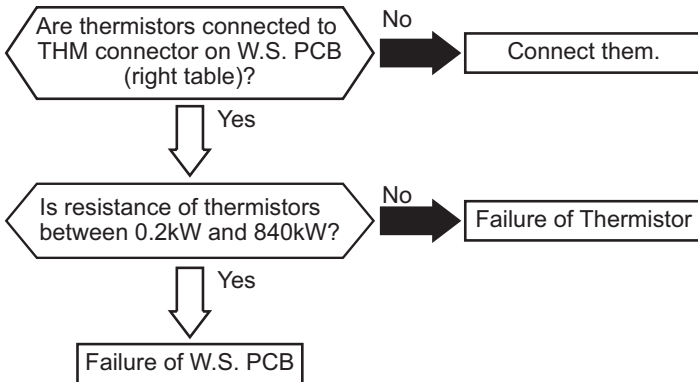 Are thermistors connected to
THM connector on W.S. PCB
(right table)?
No
Connect them.
Yes
Is resistance of thermistors
between 0.2kW and 840kW?
No
Failure of Thermistor
Yes
Failure of W.S. PCB